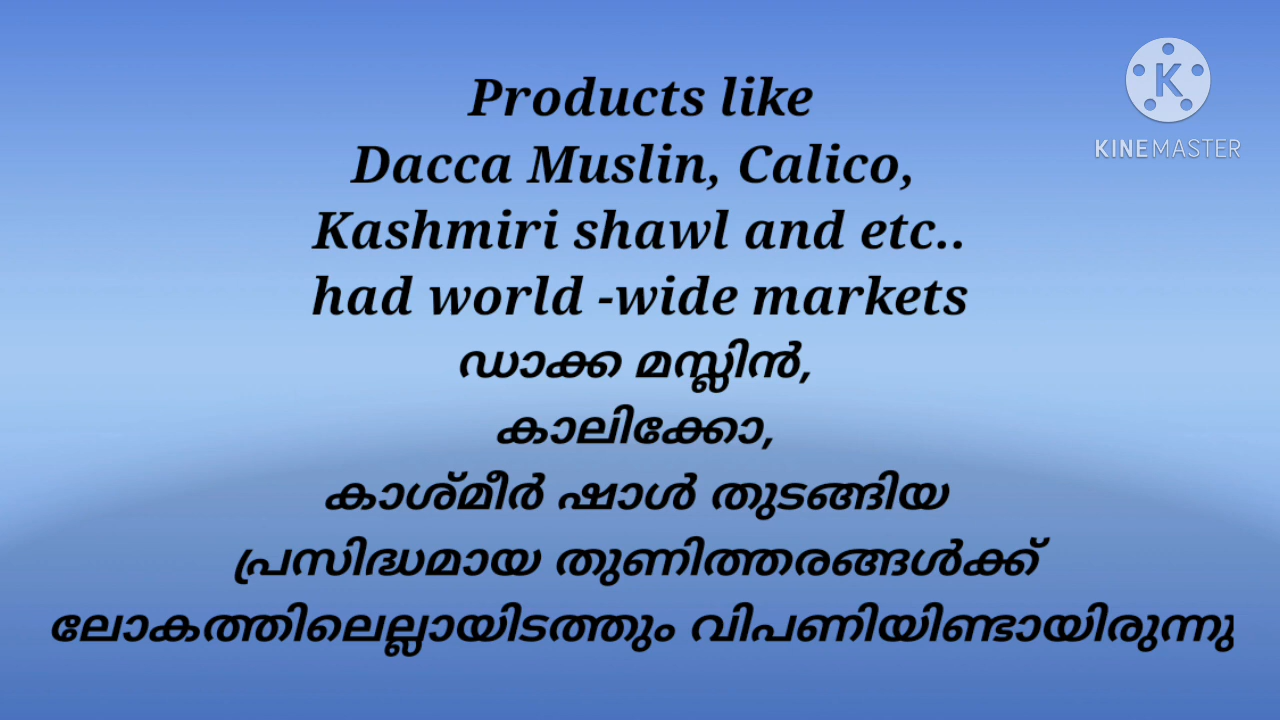 Products like
Dacca Muslin, Calico,
Kashmiri shawl and etc..
had world -wide markets
ഡാക്ക മസ്ലിൻ,
കാലിക്കോ,
കാശ്മീർ ഷാൾ തുടങ്ങിയ
പ്രസിദ്ധമായ തുണിത്തരങ്ങൾക്ക്
ലോകത്തിലെല്ലായിടത്തും വിപണിയിണ്ടായിരുന്നു
K
KINEMASTER